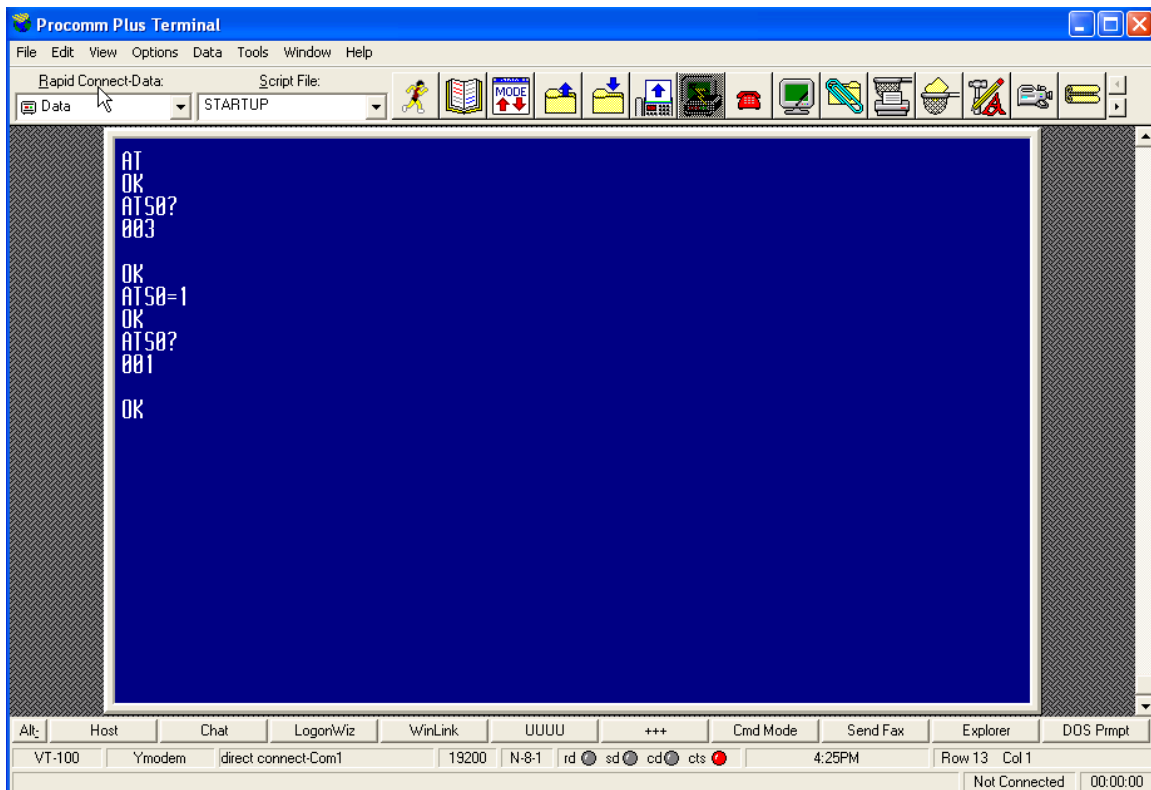 Procomm Plus Terminal
File Edit View Options Data Tools Window Help
Rapid Connect-Data: Script File:
Data STARTUP
MODE
AT
OK
ATS0?
003
OK
ATS0=1
OK
ATS0?
001
OK
Alt: Host Chat LogonWiz WinLink UUUU +++ Cmd Mode Send Fax Explorer DOS Prmpt
VT-100 Ymodem direct connect-Com1 19200 N-8-1 rd sd cd cts 4:25PM Row 13 Col 1
Not Connected 00:00:00